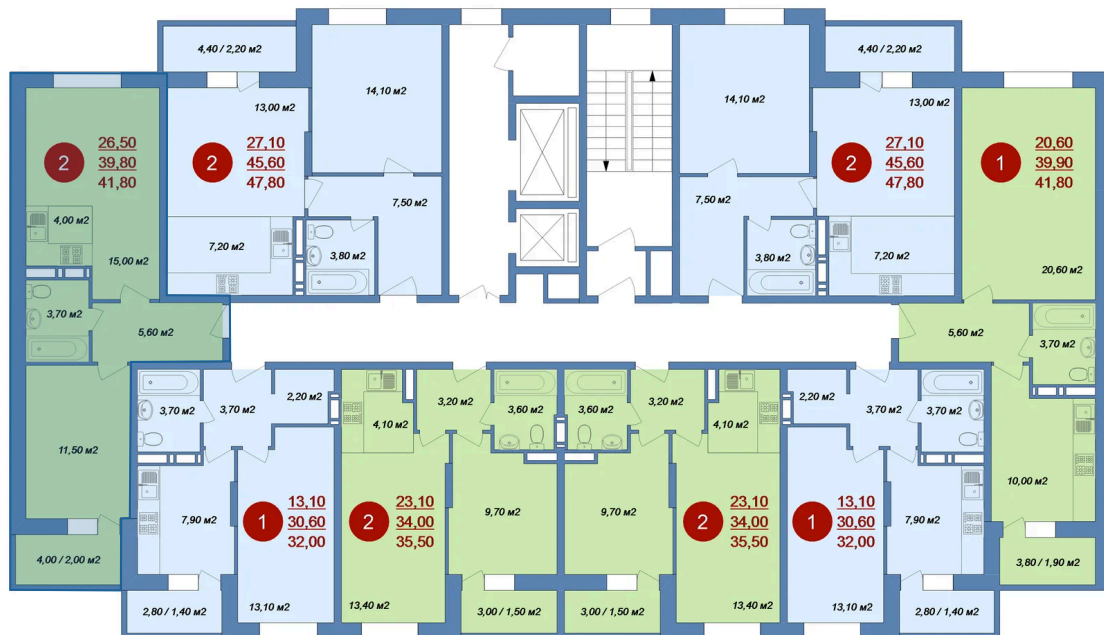 4,40 / 2,20 м2
14,10 м2
13,00 м2
2
27,10
45,60
47,80
7,50 м2
7,20 м2
3,80 м2
2
26,50
39,80
41,80
4,00 м2
15,00 м2
3,70 м2
5,60 м2
11,50 м2
4,00 / 2,00 м2
14,10 м2
4,40 / 2,20 м2
13,00 м2
2
27,10
45,60
47,80
7,50 м2
3,80 м2
7,20 м2
1
20,60
39,90
41,80
20,60 м2
5,60 м2
3,70 м2
10,00 м2
3,80 / 1,90 м2
3,70 м2
3,70 м2
2,20 м2
7,90 м2
1
13,10
30,60
32,00
2,80 / 1,40 м2
13,10 м2
3,20 м2
3,60 м2
4,10 м2
2
23,10
34,00
35,50
9,70 м2
13,40 м2
3,00 / 1,50 м2
3,60 м2
3,20 м2
4,10 м2
9,70 м2
2
23,10
34,00
35,50
3,00 / 1,50 м2
13,40 м2
2,20 м2
3,70 м2
3,70 м2
1
13,10
30,60
32,00
7,90 м2
13,10 м2
2,80 / 1,40 м2